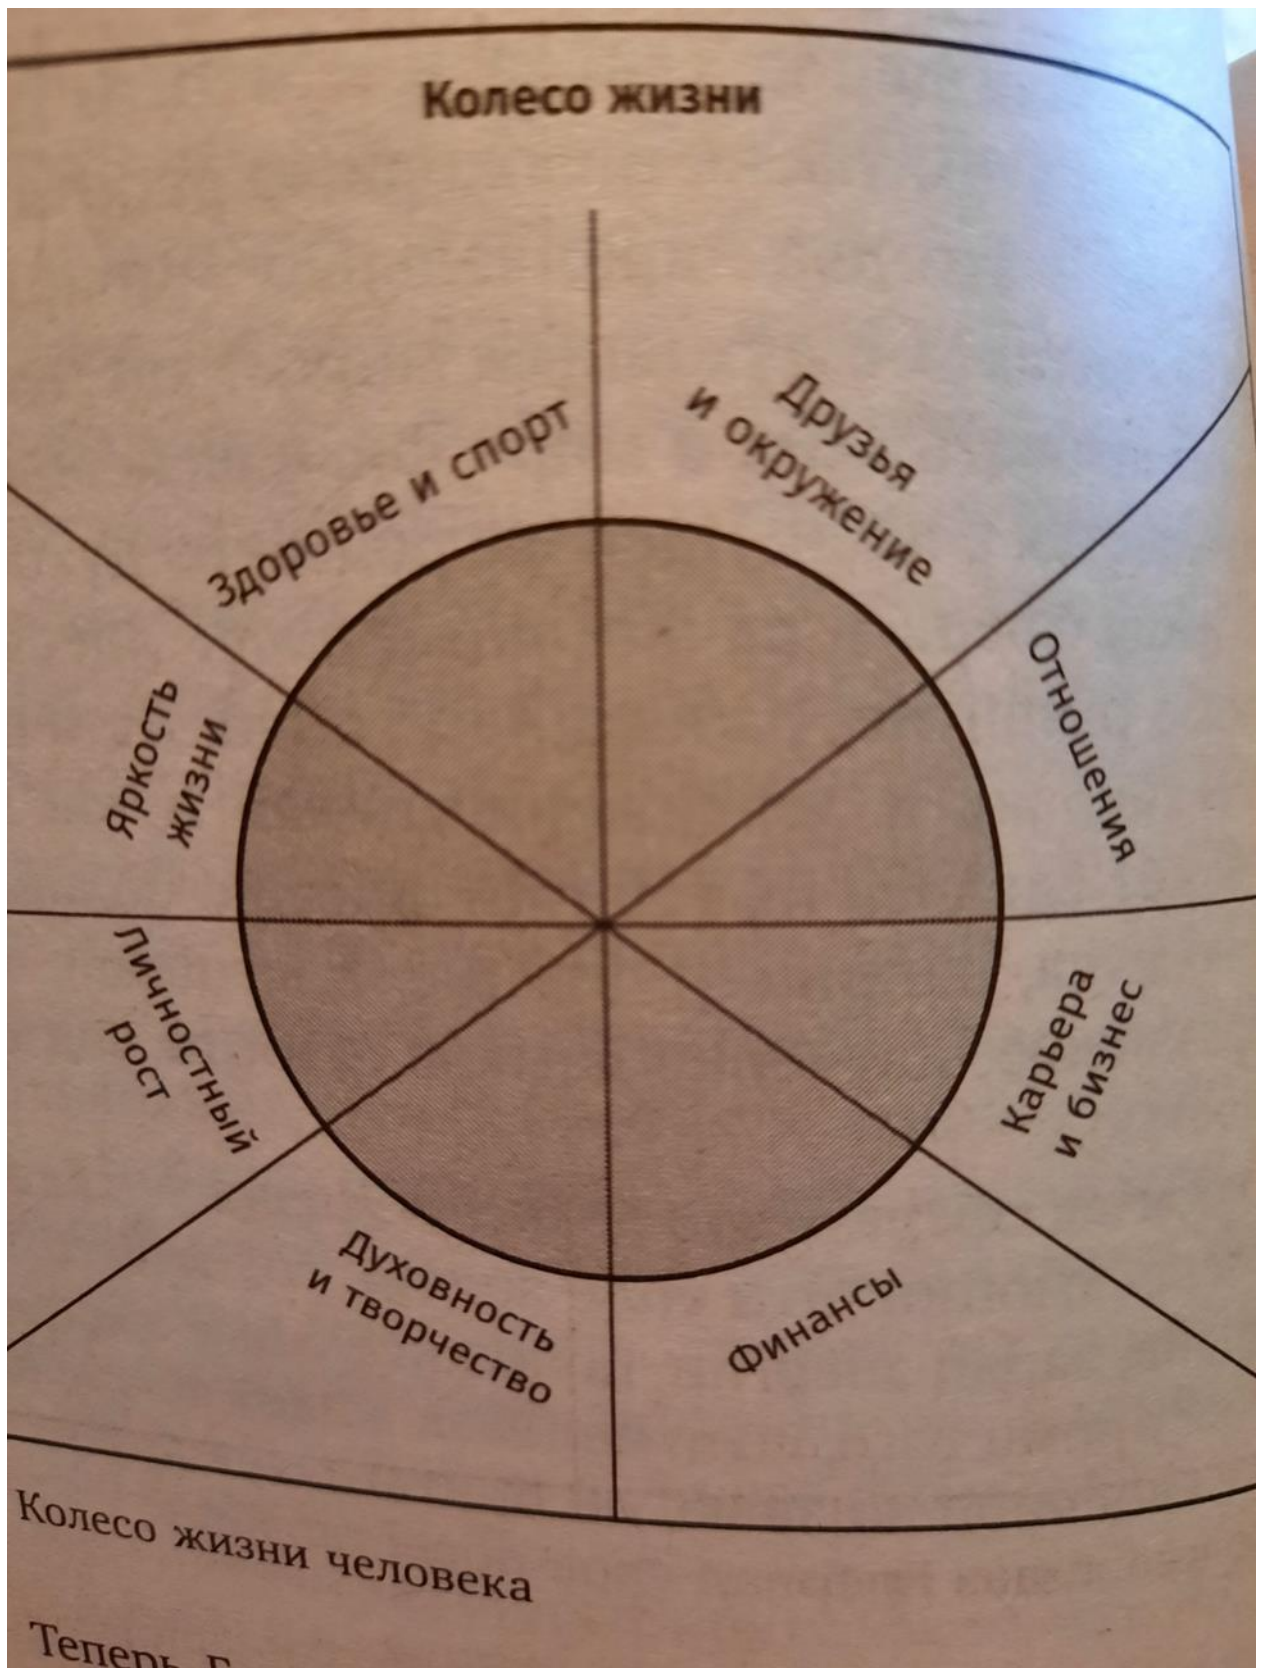 Колесо жизни
Друзья
и окружение
Отношения
Карьера
и бизнес
Финансы
Духовность
и творчество
Личностный
рост
Яркость
жизни
Здоровье и спорт
Колесо жизни человека
Теперь